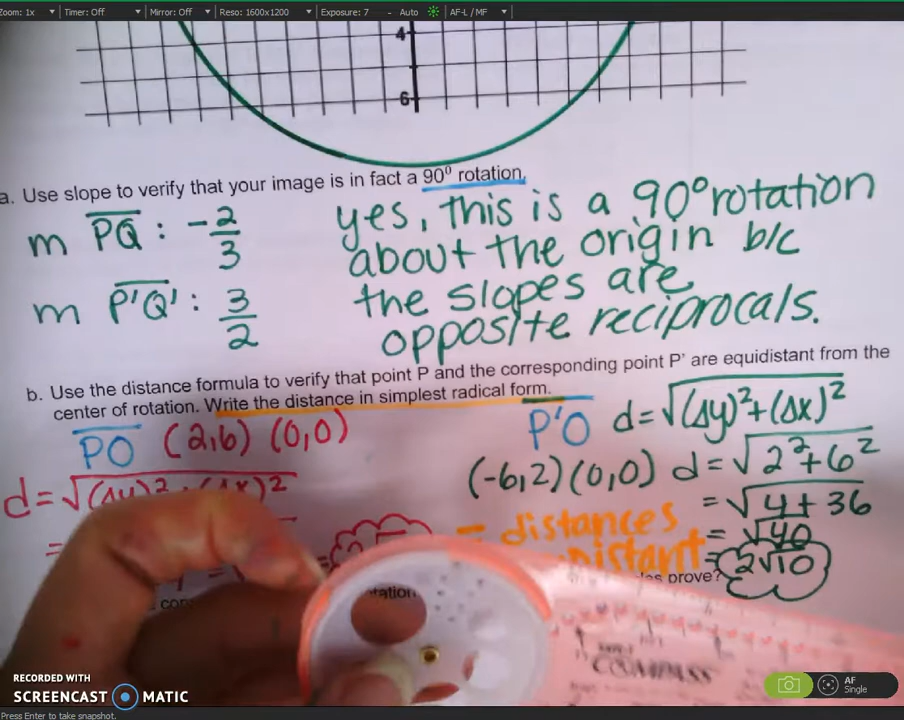 Zoom: 1x Timer: Off Mirror: Off Reso: 1600x1200 Exposure: 7 - Auto AF-L / MF
4
6
a. Use slope to verify that your image is in fact a 90⁰ rotation.
m PQ : -2/3
yes, this is a 90° rotation
about the origin b/c
the slopes are
opposite reciprocals.
m P'Q' : 3/2
b. Use the distance formula to verify that point P and the corresponding point P' are equidistant from the
center of rotation. Write the distance in simplest radical form.
PO (2,6) (0,0)
d=√(Δy)²+(Δx)²
P'O d=√(Δy)²+(Δx)²
(-6,2)(0,0) d=√2²+6²
=√4+36
= distances
=√40
=2√10
prove?
COMPASS
RECORDED WITH
SCREENCAST MATIC
AF
Single
Press Enter to take snapshot.